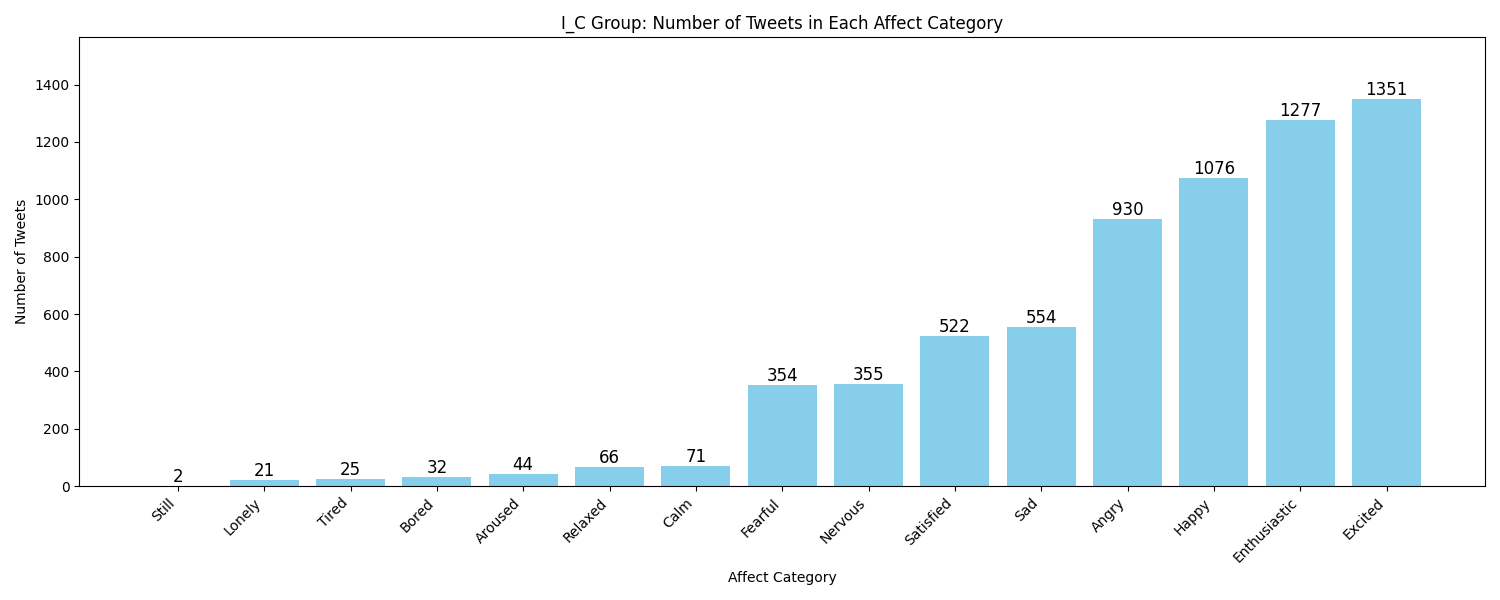 I_C Group: Number of Tweets in Each Affect Category
Number of Tweets
1400
1200
1000
800
600
400
200
0
2
21
25
32
44
66
71
354
355
522
554
930
1076
1277
1351
Still
Lonely
Tired
Bored
Aroused
Relaxed
Calm
Fearful
Nervous
Satisfied
Sad
Angry
Happy
Enthusiastic
Excited
Affect Category